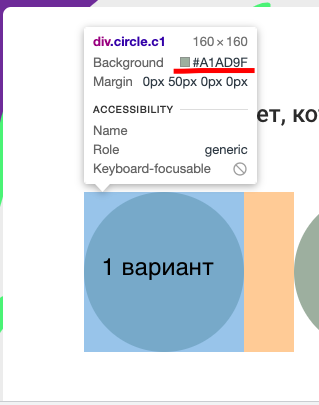 div.circle.c1 160 × 160
Background #A1AD9F
Margin 0px 50px 0px 0px
ACCESSIBILITY
ет, кот
Name
Role generic
Keyboard-focusable
1 вариант